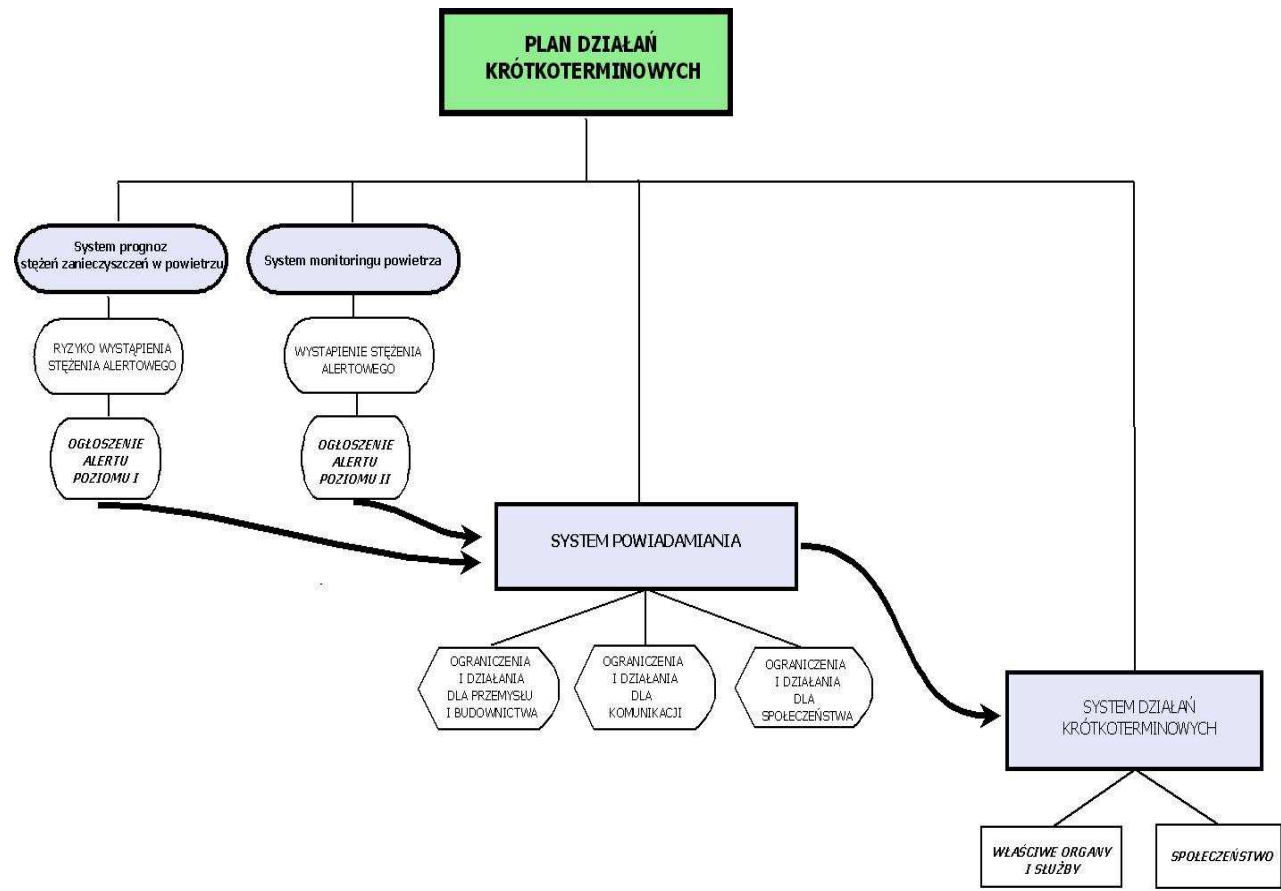 PLAN DZIAŁAŃ
KRÓTKOTERMINOWYCH
System prognoz
stężeń zanieczyszczeń w powietrzu
System monitoringu powietrza
RYZYKO WYSTĄPIENIA
STĘŻENIA ALERTOWEGO
WYSTAPIENIE STĘŻENIA
ALERTOWEGO
OGŁOSZENIE
ALERTU
POZIOMU I
OGŁOSZENIE
ALERTU
POZIOMU II
SYSTEM POWIADAMIANIA
OGRANICZENIA
I DZIAŁANIA
DLA PRZEMYSŁU
I BUDOWNICTWA
OGRANICZENIA
I DZIAŁANIA
DLA
KOMUNIKACJI
OGRANICZENIA
I DZIAŁANIA
DLA
SPOŁECZEŃSTWA
SYSTEM DZIAŁAŃ
KRÓTKOTERMINOWYCH
WŁAŚCIWE ORGANY
I SŁUŻBY
SPOŁECZEŃSTWO